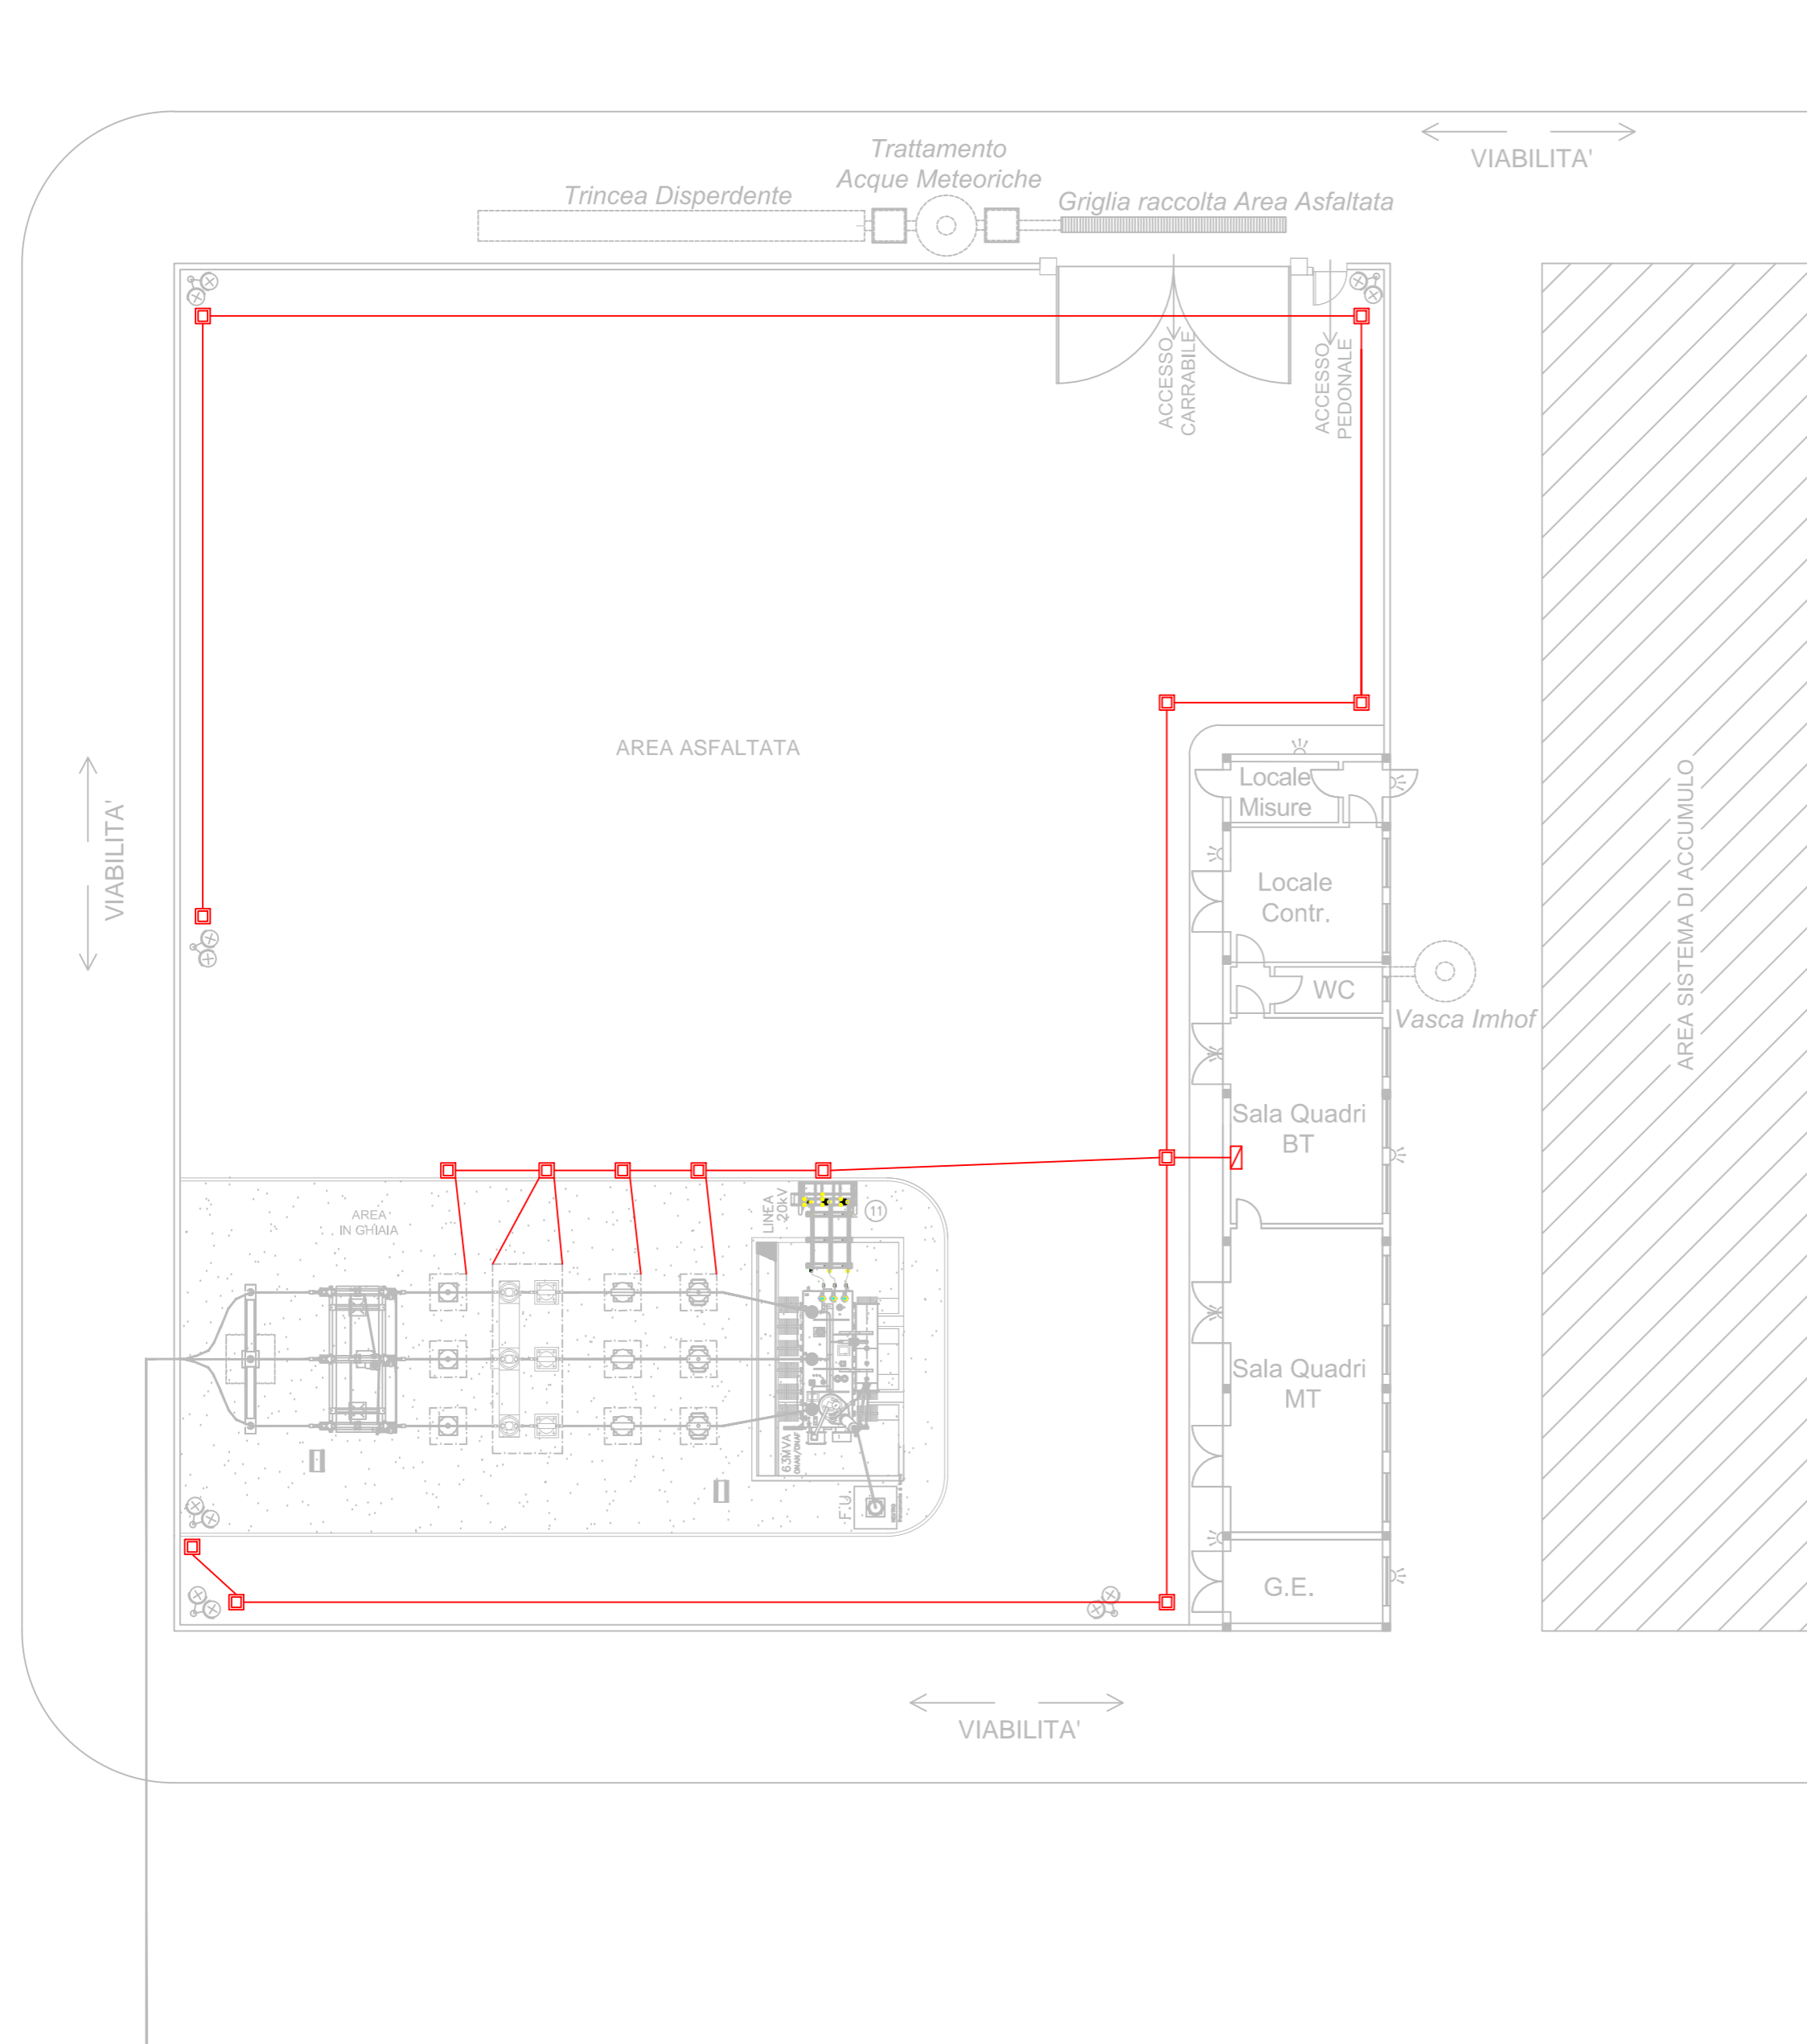 Trattamento
Acque Meteoriche
Trincea Disperdente
Griglia raccolta Area Asfaltata
VIABILITA'
ACCESSO
CARRABILE
ACCESSO
PEDONALE
AREA ASFALTATA
VIABILITA'
Locale
Misure
Locale
Contr.
WC
Vasca Imhof
AREA SISTEMA DI ACCUMULO
Sala Quadri
BT
AREA
IN GHIAIA
LINEA
20kV
11
Sala Quadri
MT
63MVA
ONAN/ONAF
F.U.
G.E.
VIABILITA'